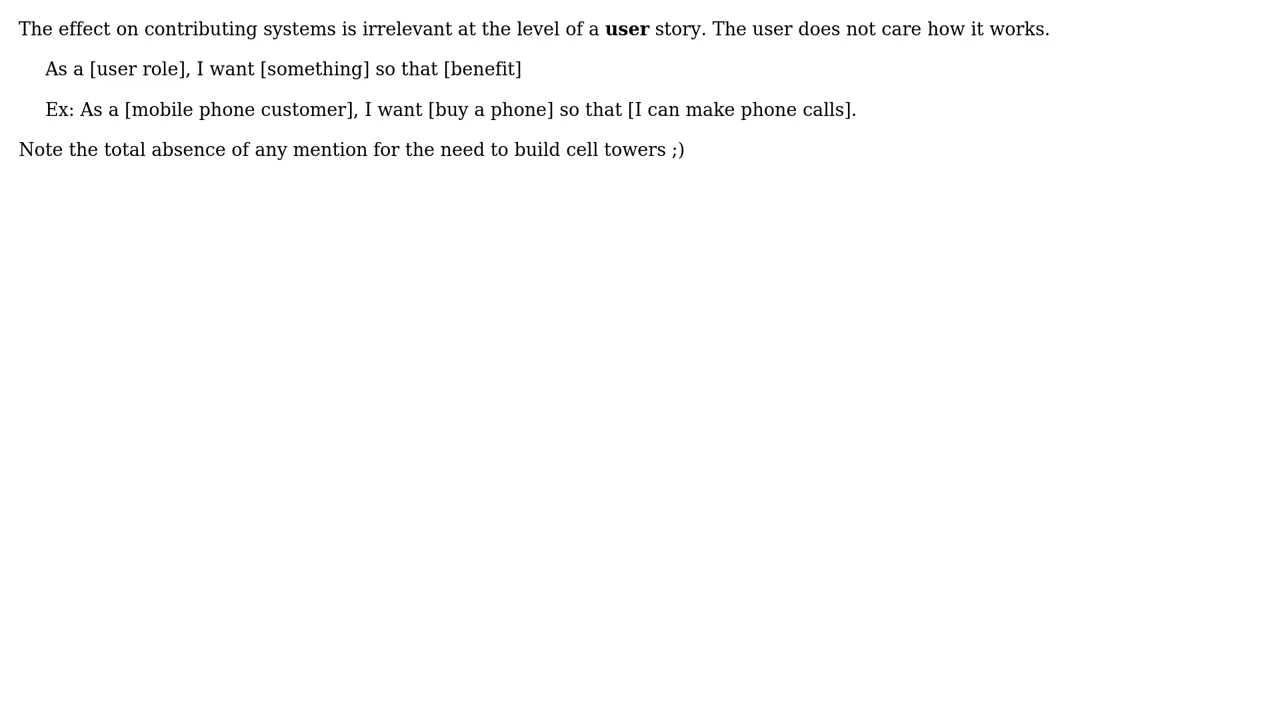 The effect on contributing systems is irrelevant at the level of a user story. The user does not care how it works.
As a [user role], I want [something] so that [benefit]
Ex: As a [mobile phone customer], I want [buy a phone] so that [I can make phone calls].
Note the total absence of any mention for the need to build cell towers ;)